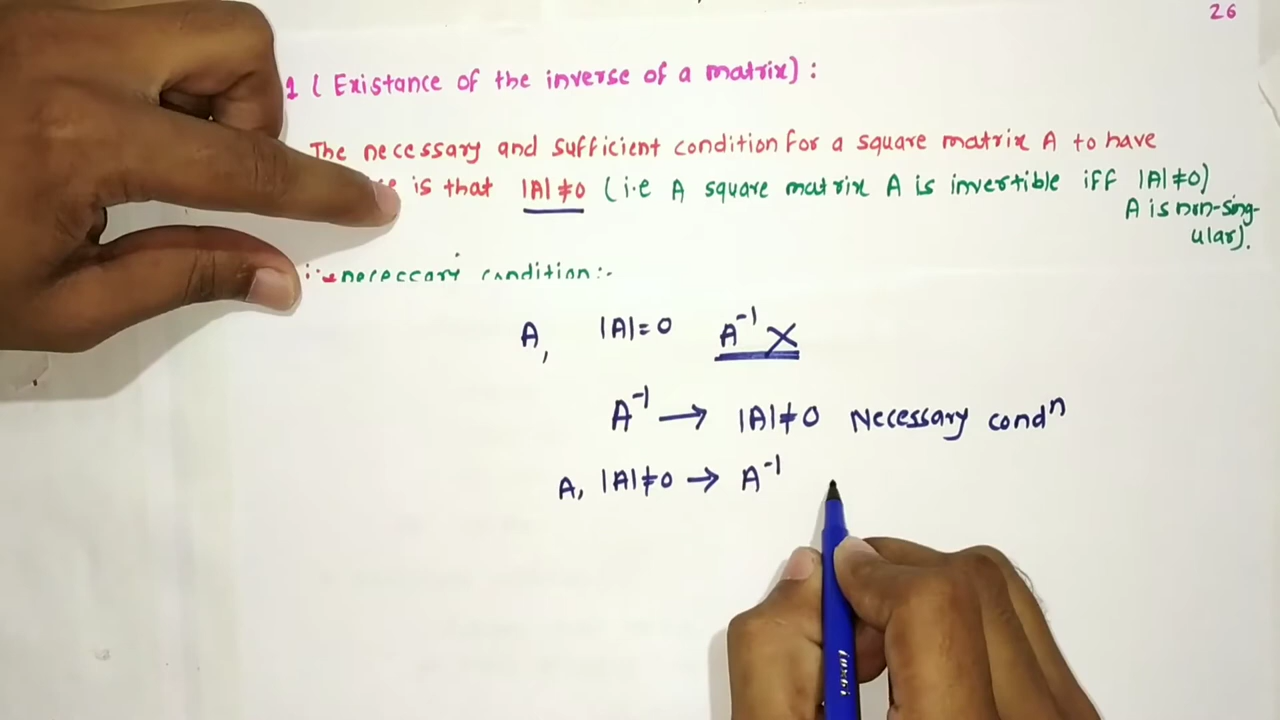 26
1 (Existance of the inverse of a matrix) :
The necessary and sufficient condition for a square matrix A to have
is that |A| ≠ 0 (i.e A square matrix A is invertible iff |A| ≠ 0)
A is non-sing-
ular).
condition:-
A, |A| = 0 A⁻¹ X
A⁻¹ → |A| ≠ 0 Necessary condⁿ
A, |A| ≠ 0 → A⁻¹